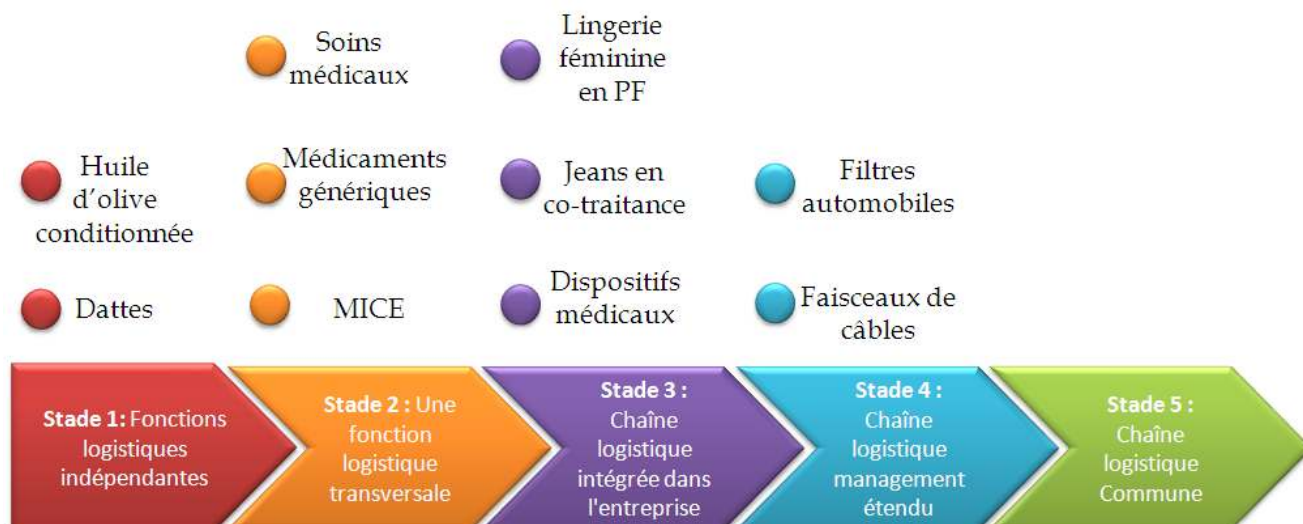 Soins
médicaux
Lingerie
féminine
en PF
Huile
d'olive
conditionnée
Médicaments
génériques
Jeans en
co-traitance
Filtres
automobiles
Dattes
MICE
Dispositifs
médicaux
Faisceaux de
câbles
Stade 1: Fonctions
logistiques
indépendantes
Stade 2 : Une
fonction
logistique
transversale
Stade 3 :
Chaîne
logistique
intégrée dans
l'entreprise
Stade 4 :
Chaîne
logistique
management
étendu
Stade 5 :
Chaîne
logistique
Commune